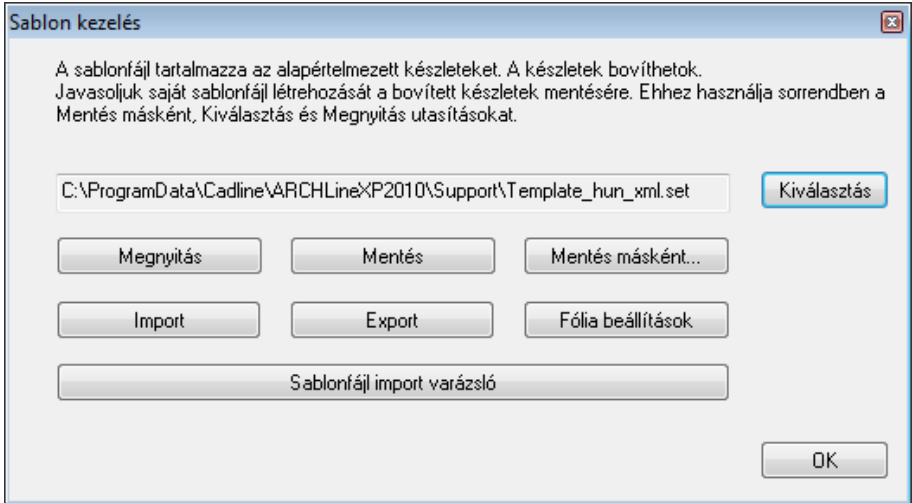 Sablon kezelés
A sablonfájl tartalmazza az alapértelmezett készleteket. A készletek bovíthetok.
Javasoljuk saját sablonfájl létrehozását a bovített készletek mentésére. Ehhez használja sorrendben a
Mentés másként, Kiválasztás és Megnyitás utasításokat.
C:\ProgramData\Cadline\ARCHLineXP2010\Support\Template_hun_xml.set
Kiválasztás
Megnyitás
Mentés
Mentés másként...
Import
Export
Fólia beállítások
Sablonfájl import varázsló
OK